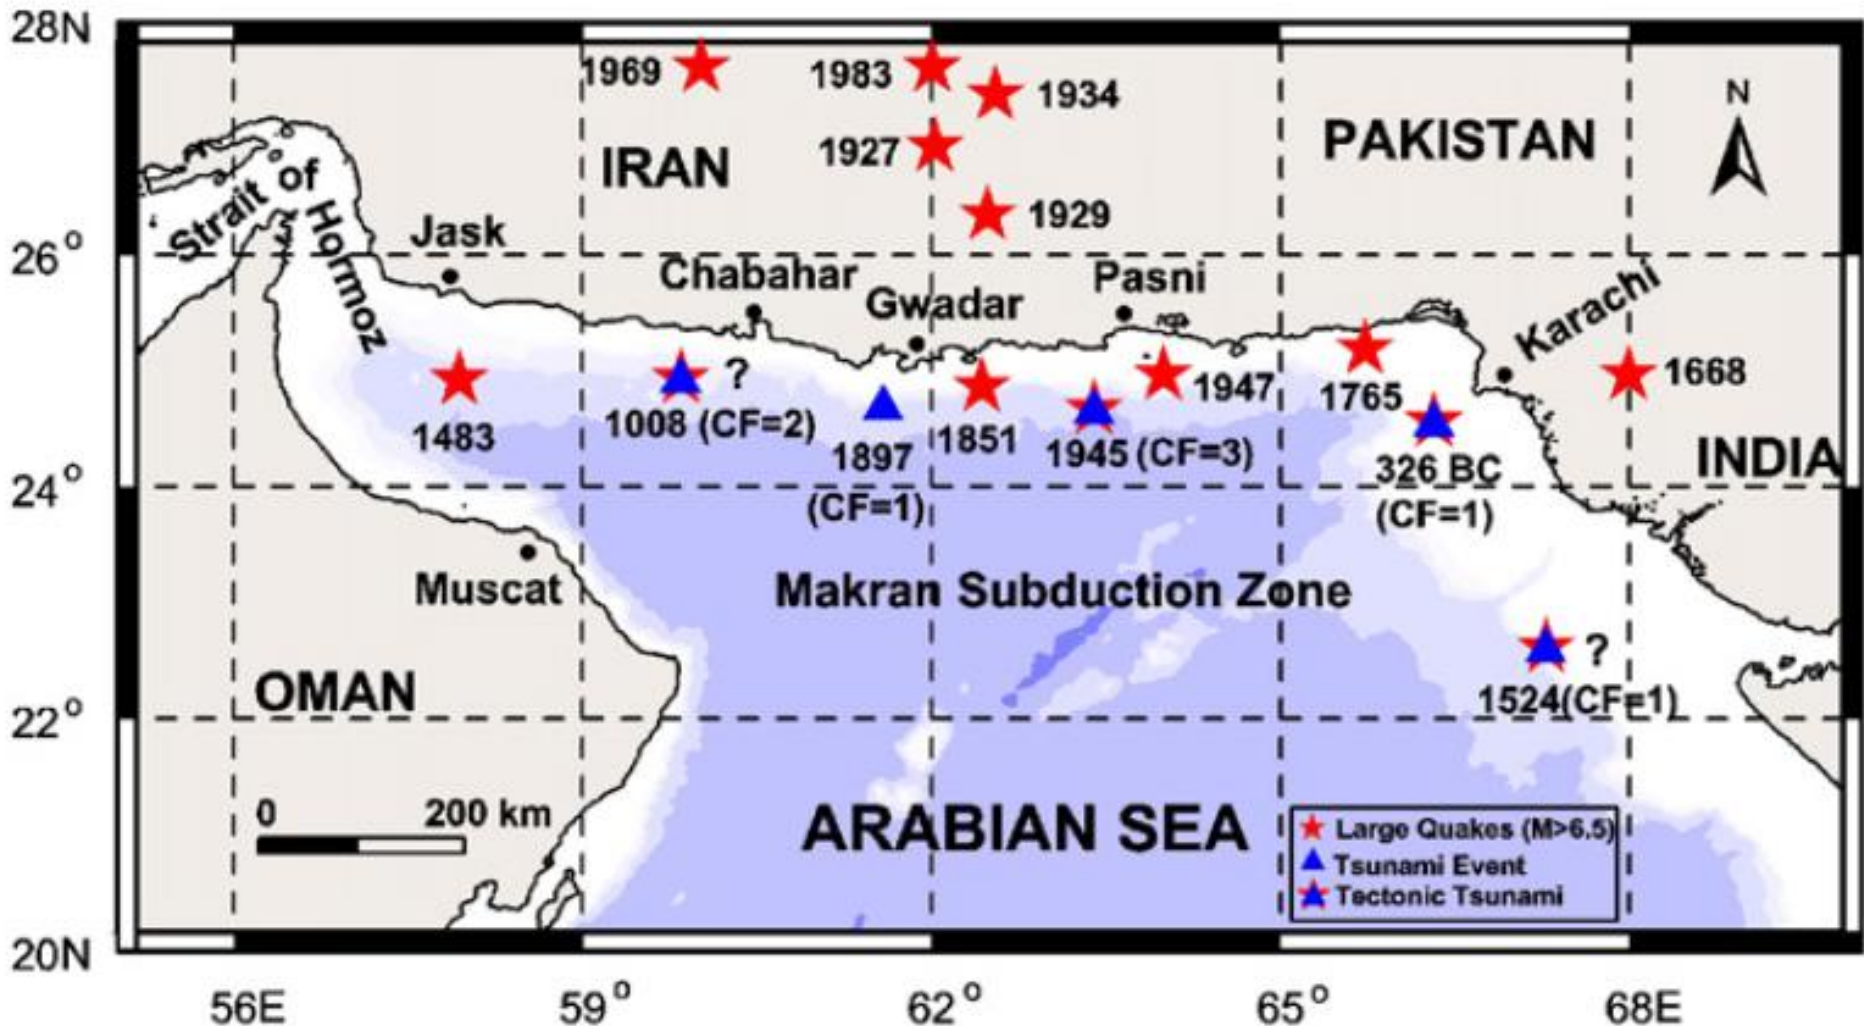 28N
1969
1983
1934
N
PAKISTAN
1927
IRAN
Strait of
Hormoz
1929
Jask
26°
Chabahar
Pasni
Gwadar
Karachi
?
1947
1668
1765
1483
1008 (CF=2)
1897
(CF=1)
1851
1945 (CF=3)
326 BC
(CF=1)
INDIA
24°
Muscat
Makran Subduction Zone
?
1524(CF=1)
OMAN
22°
0 200 km
ARABIAN SEA
Large Quakes (M>6.5)
Tsunami Event
Tectonic Tsunami
20N
56E 59° 62° 65° 68E